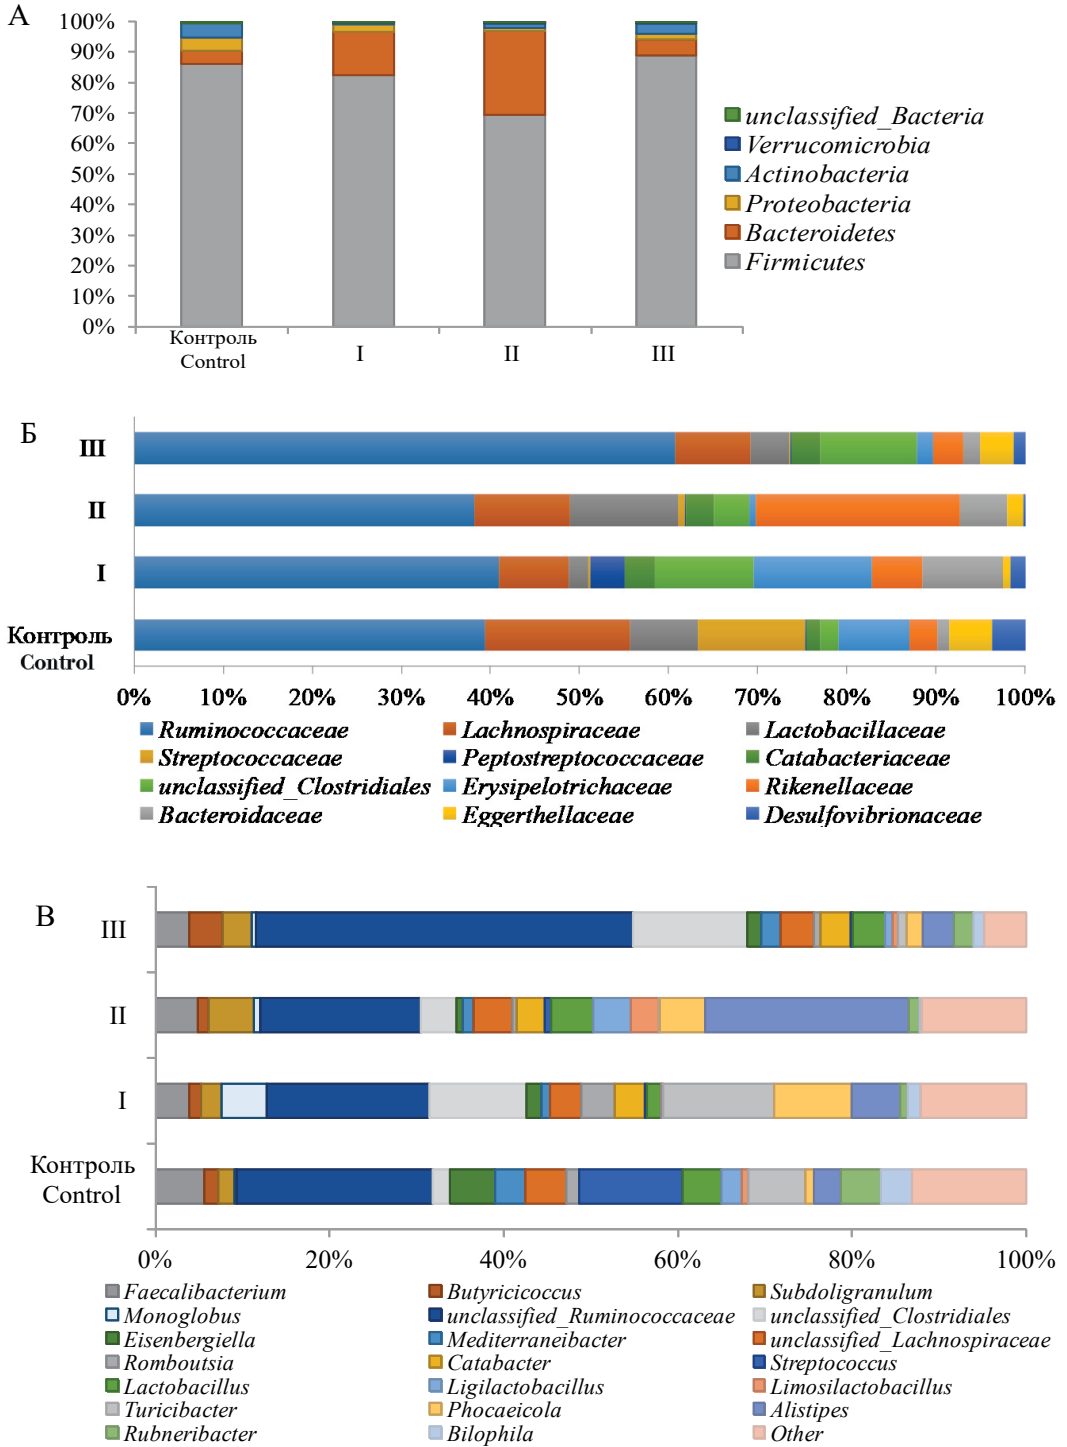 А
100%
90%
80%
70%
60%
50%
40%
30%
20%
10%
0%
Контроль
Control
I
II
III
unclassified_Bacteria
Verrucomicrobia
Actinobacteria
Proteobacteria
Bacteroidetes
Firmicutes
Б
III
II
I
Контроль
Control
0% 10% 20% 30% 40% 50% 60% 70% 80% 90% 100%
Ruminococcaceae Lachnospiraceae Lactobacillaceae
Streptococcaceae Peptostreptococcaceae Catabacteriaceae
unclassified_Clostridiales Erysipelotrichaceae Rikenellaceae
Bacteroidaceae Eggerthellaceae Desulfovibrionaceae
В
III
II
I
Контроль
Control
0% 20% 40% 60% 80% 100%
Faecalibacterium Butyricicoccus Subdoligranulum
Monoglobus unclassified_Ruminococcaceae unclassified_Clostridiales
Eisenbergiella Mediterraneibacter unclassified_Lachnospiraceae
Romboutsia Catabacter Streptococcus
Lactobacillus Ligilactobacillus Limosilactobacillus
Turicibacter Phocaeicola Alistipes
Rubneribacter Bilophila Other